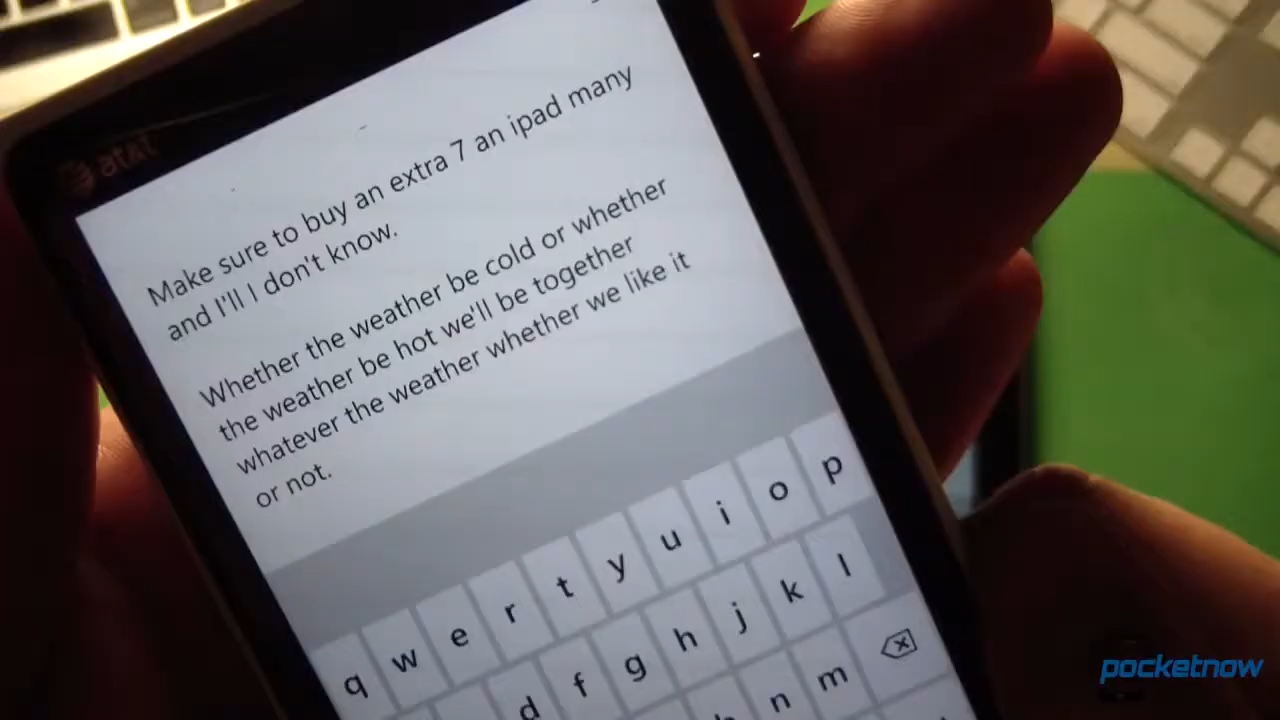 at&t
Make sure to buy an extra 7 an ipad many
and I'll I don't know.
Whether the weather be cold or whether
the weather be hot we'll be together
whatever the weather whether we like it
or not.
q w e r t y u i o p
d f g h j k l
n m
pocketnow